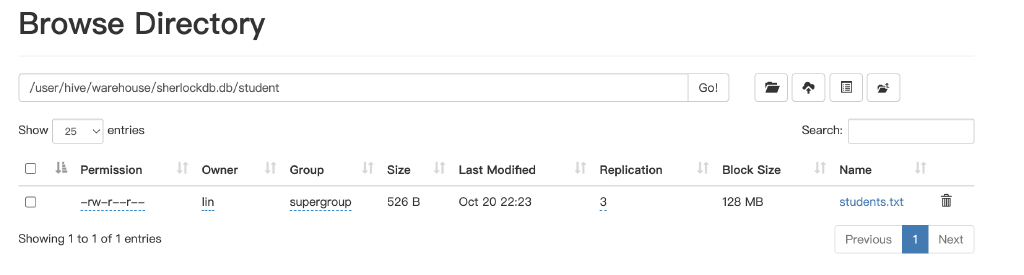 Browse Directory
/user/hive/warehouse/sherlockdb.db/student Go!
Show 25 entries Search:
Permission Owner Group Size Last Modified Replication Block Size Name
-rw-r--r-- lin supergroup 526 B Oct 20 22:23 3 128 MB students.txt
Showing 1 to 1 of 1 entries Previous 1 Next